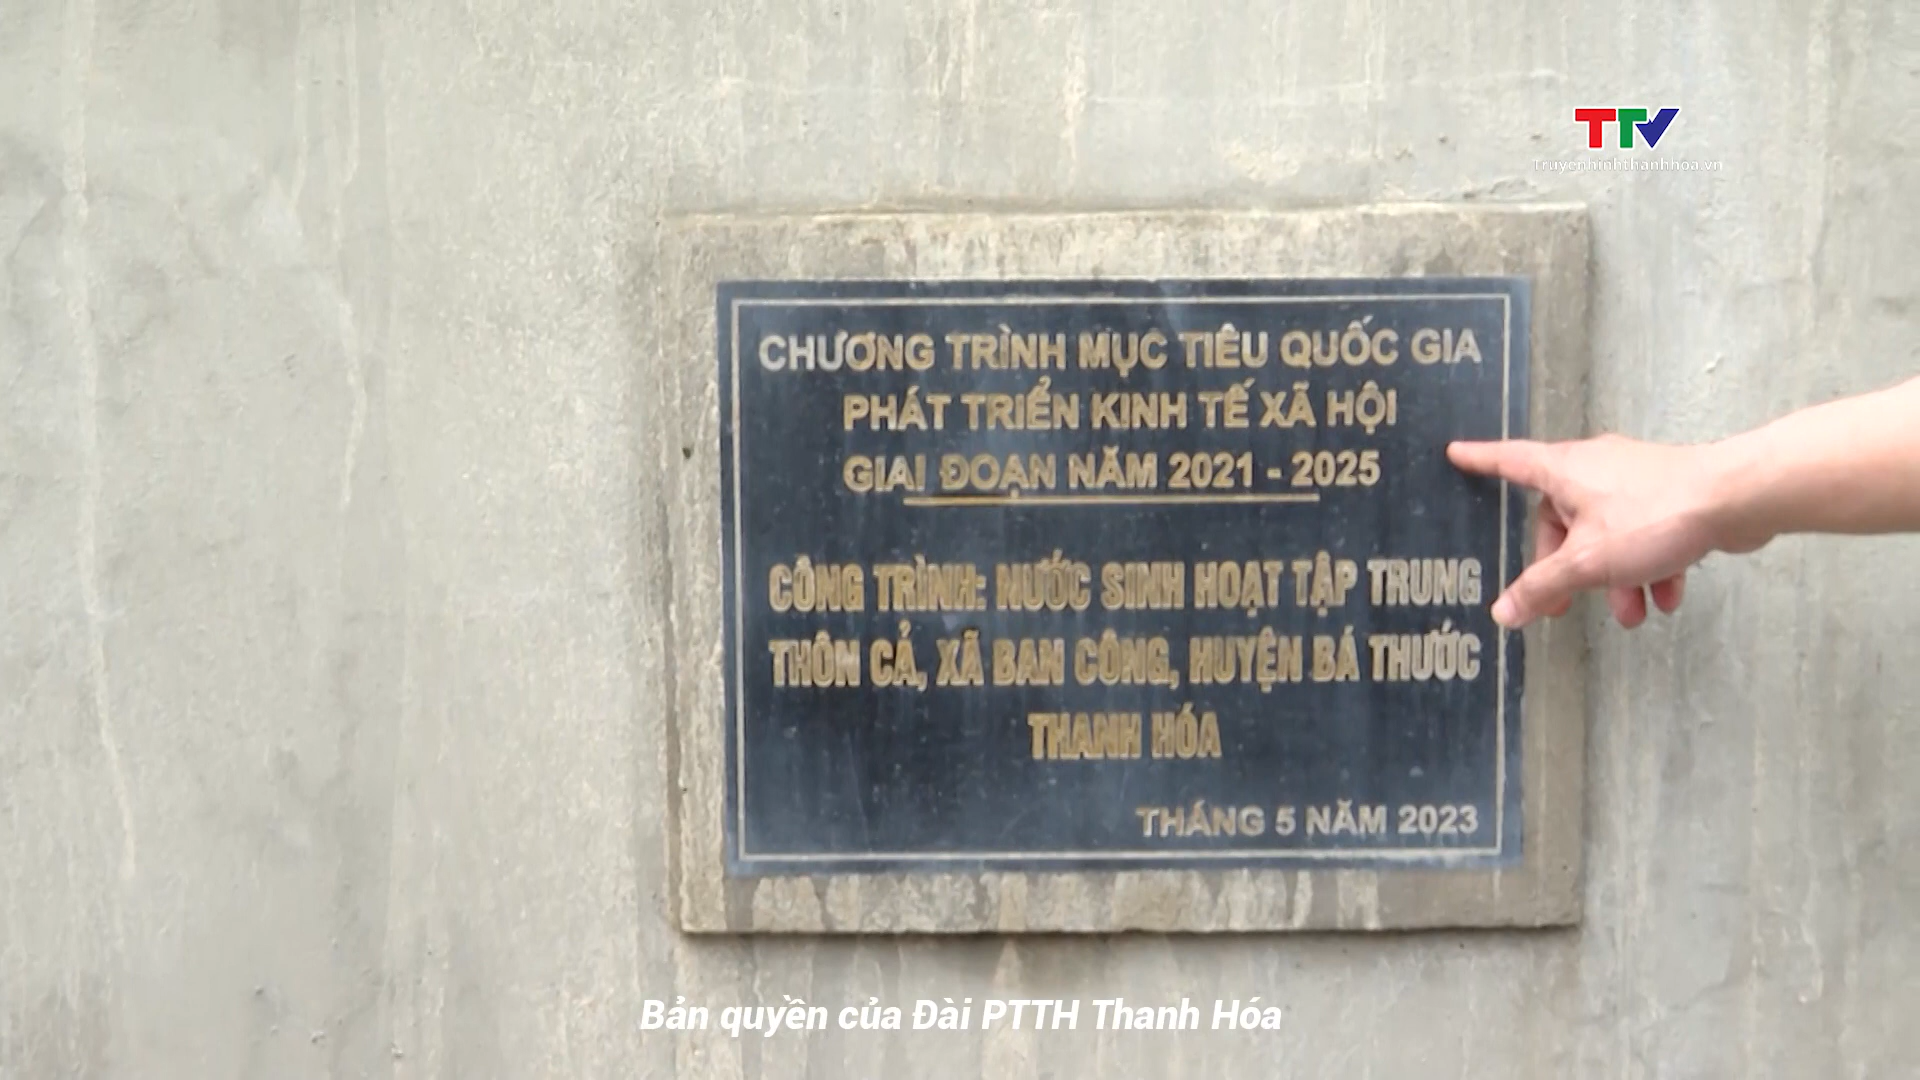 TTV
Truyenhinhthanhhoa.vn
CHƯƠNG TRÌNH MỤC TIÊU QUỐC GIA
PHÁT TRIỂN KINH TẾ XÃ HỘI
GIAI ĐOẠN NĂM 2021 - 2025
CÔNG TRÌNH: NƯỚC SINH HOẠT TẬP TRUNG
THÔN CẢ, XÃ BAN CÔNG, HUYỆN BÁ THƯỚC
THANH HÓA
THÁNG 5 NĂM 2023
Bản quyền của Đài PTTH Thanh Hóa